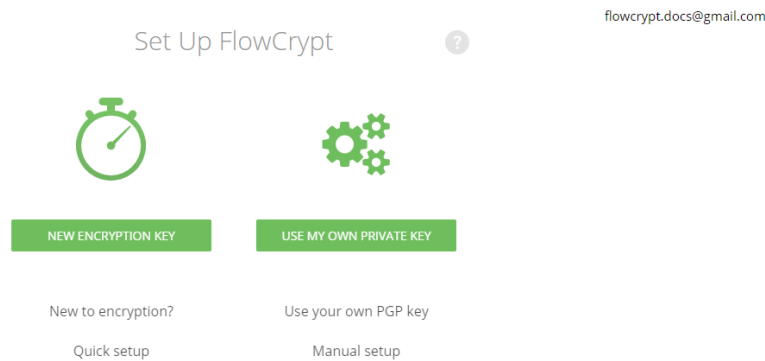 flowcrypt.docs@gmail.com
Set Up FlowCrypt
?
NEW ENCRYPTION KEY
USE MY OWN PRIVATE KEY
New to encryption?
Use your own PGP key
Quick setup
Manual setup